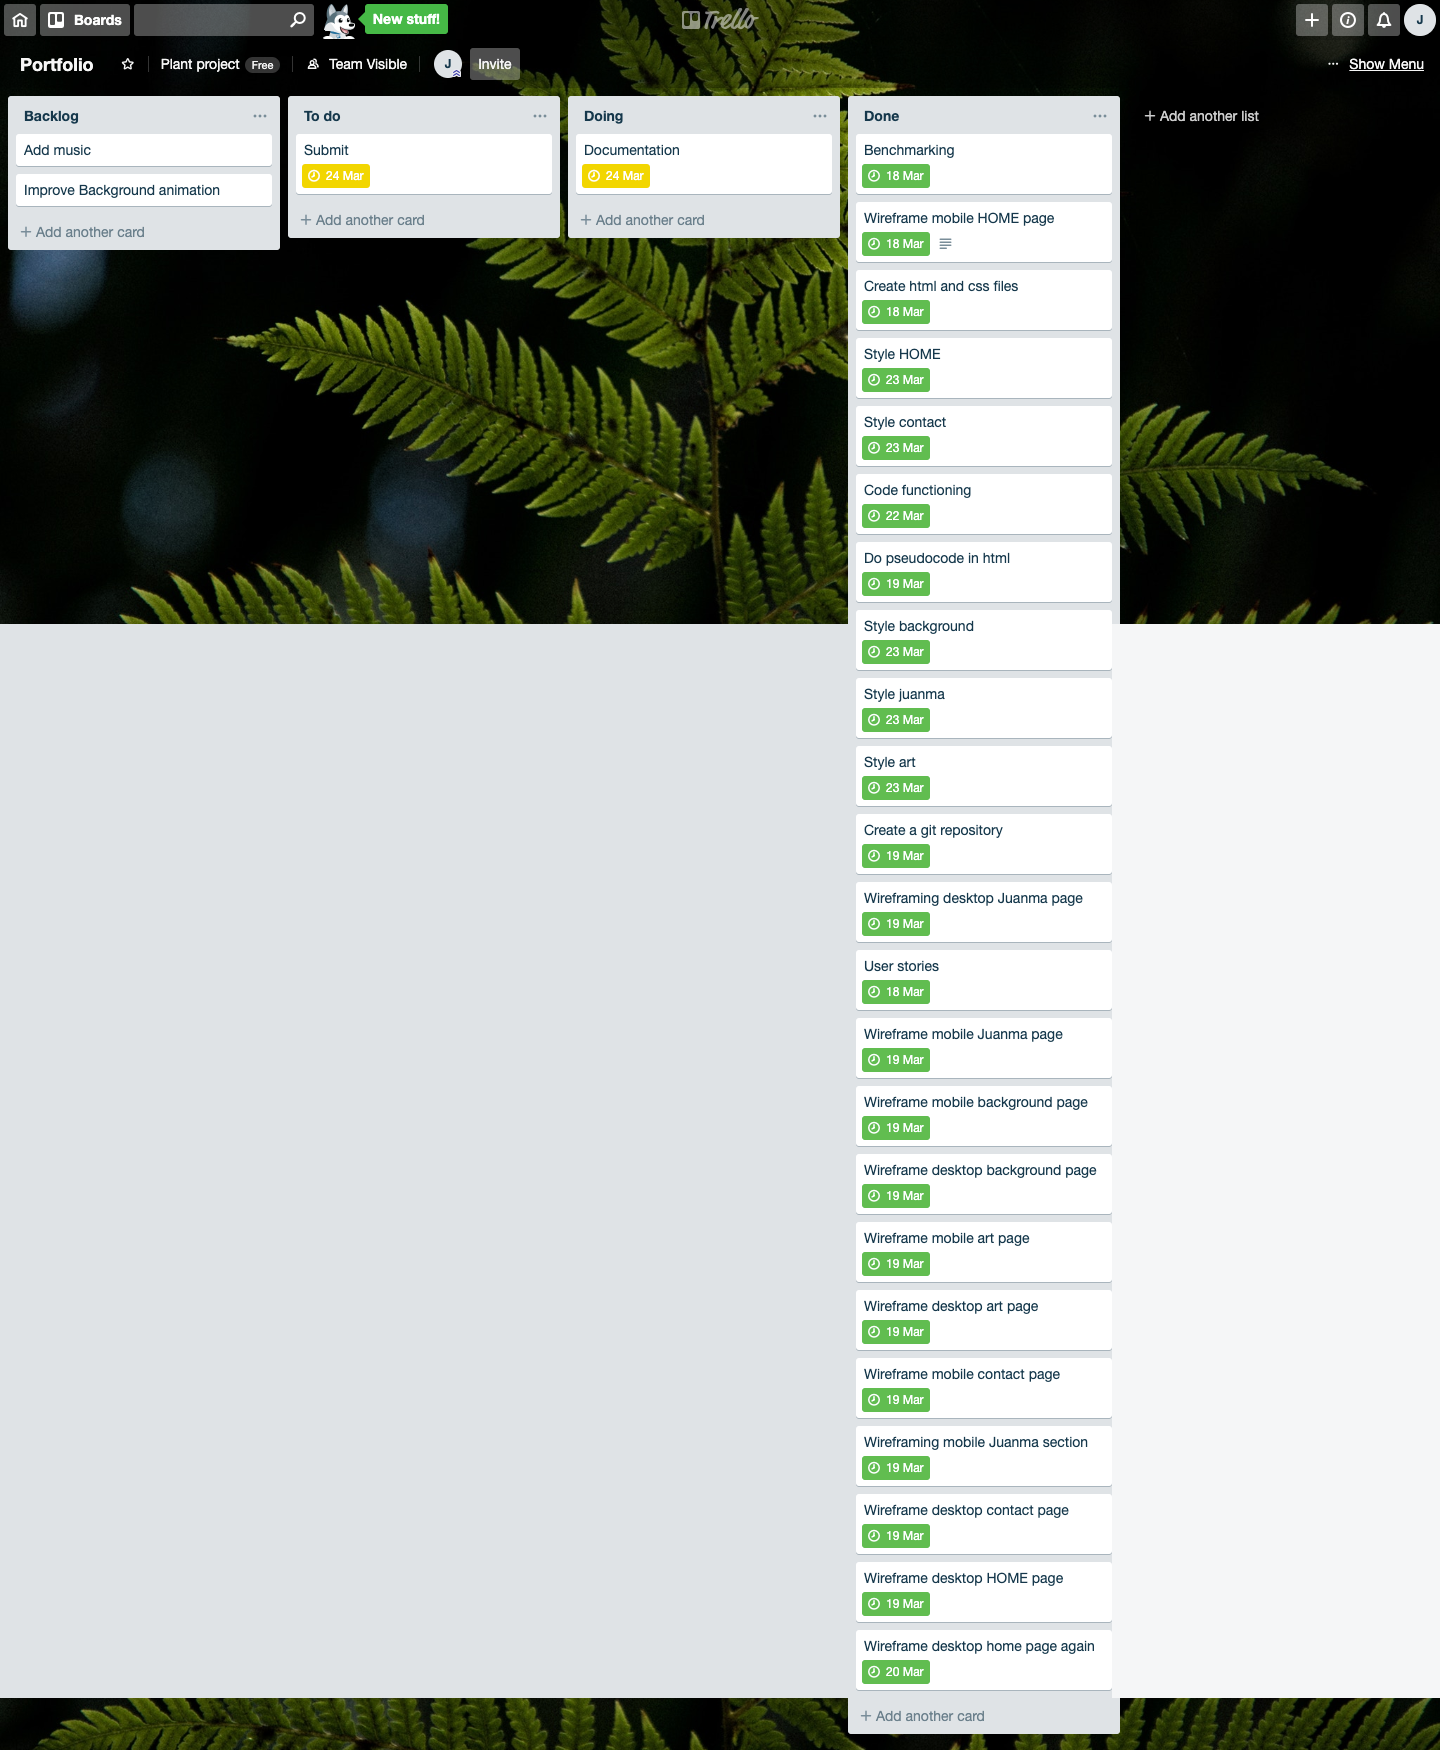 Boards
New stuff!
Trello
J
Portfolio
Plant project Free
Team Visible
J
Invite
Show Menu
Backlog
Add music
Improve Background animation
+ Add another card
To do
Submit
24 Mar
+ Add another card
Doing
Documentation
24 Mar
+ Add another card
Done
Benchmarking
18 Mar
Wireframe mobile HOME page
18 Mar
Create html and css files
18 Mar
Style HOME
23 Mar
Style contact
23 Mar
Code functioning
22 Mar
Do pseudocode in html
19 Mar
Style background
23 Mar
Style juanma
23 Mar
Style art
23 Mar
Create a git repository
19 Mar
Wireframing desktop Juanma page
19 Mar
User stories
18 Mar
Wireframe mobile Juanma page
19 Mar
Wireframe mobile background page
19 Mar
Wireframe desktop background page
19 Mar
Wireframe mobile art page
19 Mar
Wireframe desktop art page
19 Mar
Wireframe mobile contact page
19 Mar
Wireframing mobile Juanma section
19 Mar
Wireframe desktop contact page
19 Mar
Wireframe desktop HOME page
19 Mar
Wireframe desktop home page again
20 Mar
+ Add another card
+ Add another list